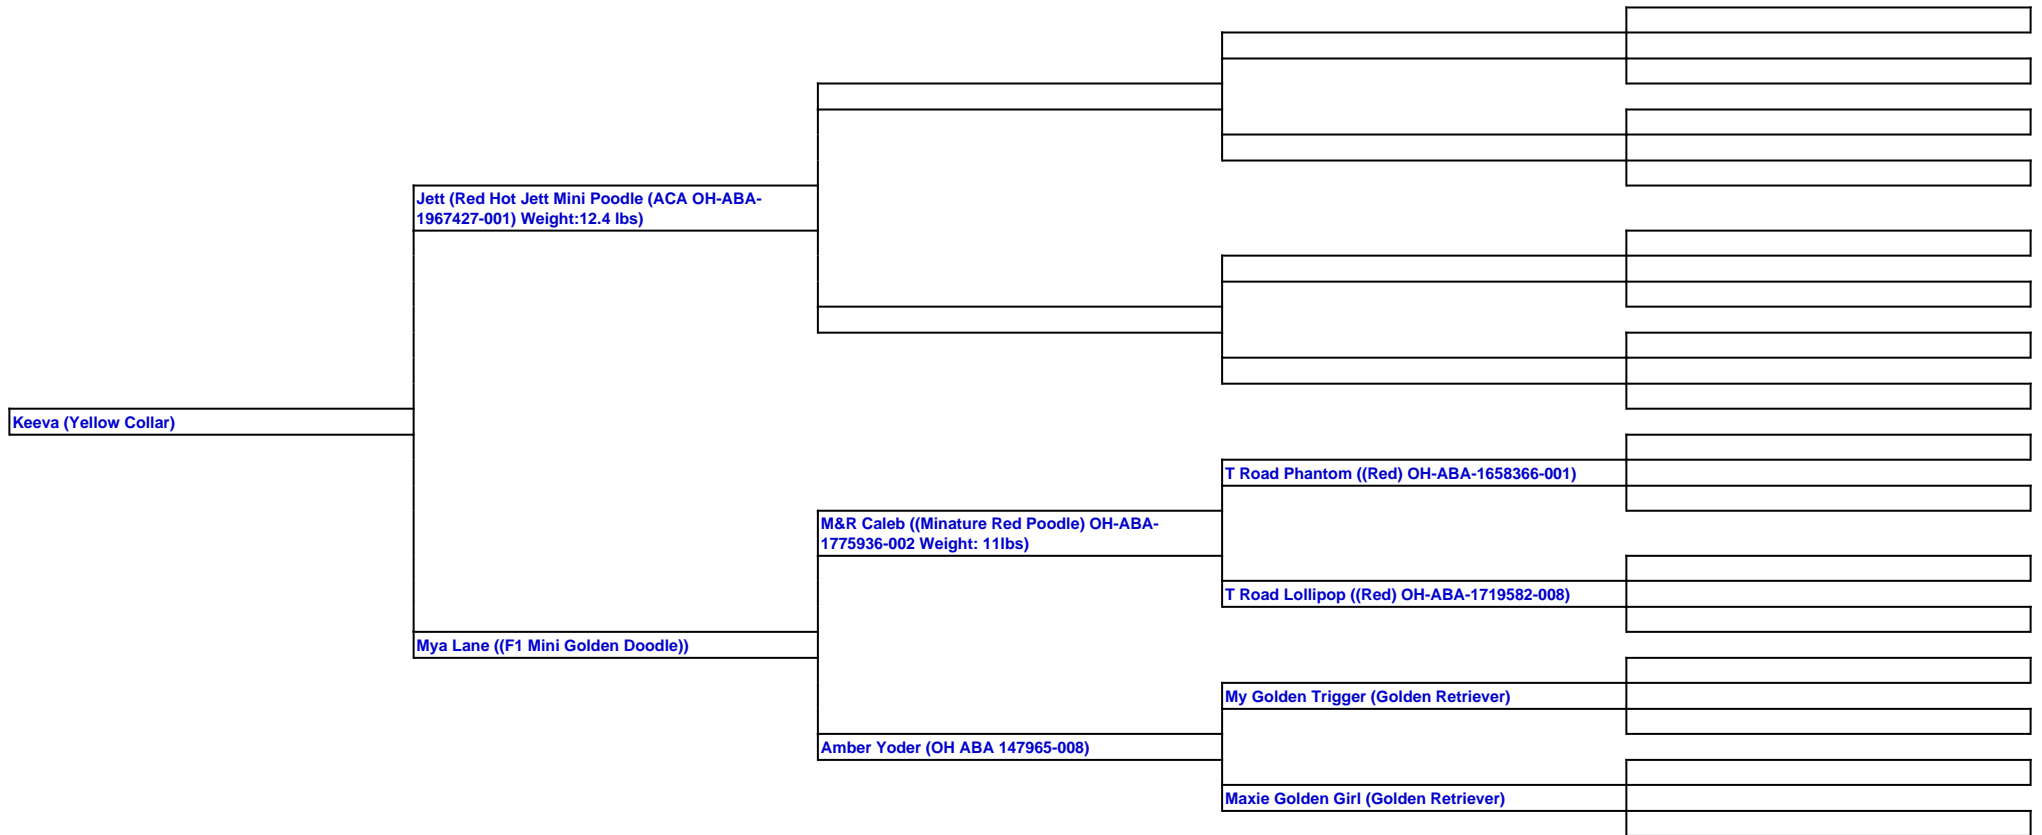 Jett (Red Hot Jett Mini Poodle (ACA OH-ABA-
1967427-001) Weight:12.4 lbs)
Keeva (Yellow Collar)
T Road Phantom ((Red) OH-ABA-1658366-001)
M&R Caleb ((Minature Red Poodle) OH-ABA-
1775936-002 Weight: 11lbs)
T Road Lollipop ((Red) OH-ABA-1719582-008)
Mya Lane ((F1 Mini Golden Doodle))
My Golden Trigger (Golden Retriever)
Amber Yoder (OH ABA 147965-008)
Maxie Golden Girl (Golden Retriever)